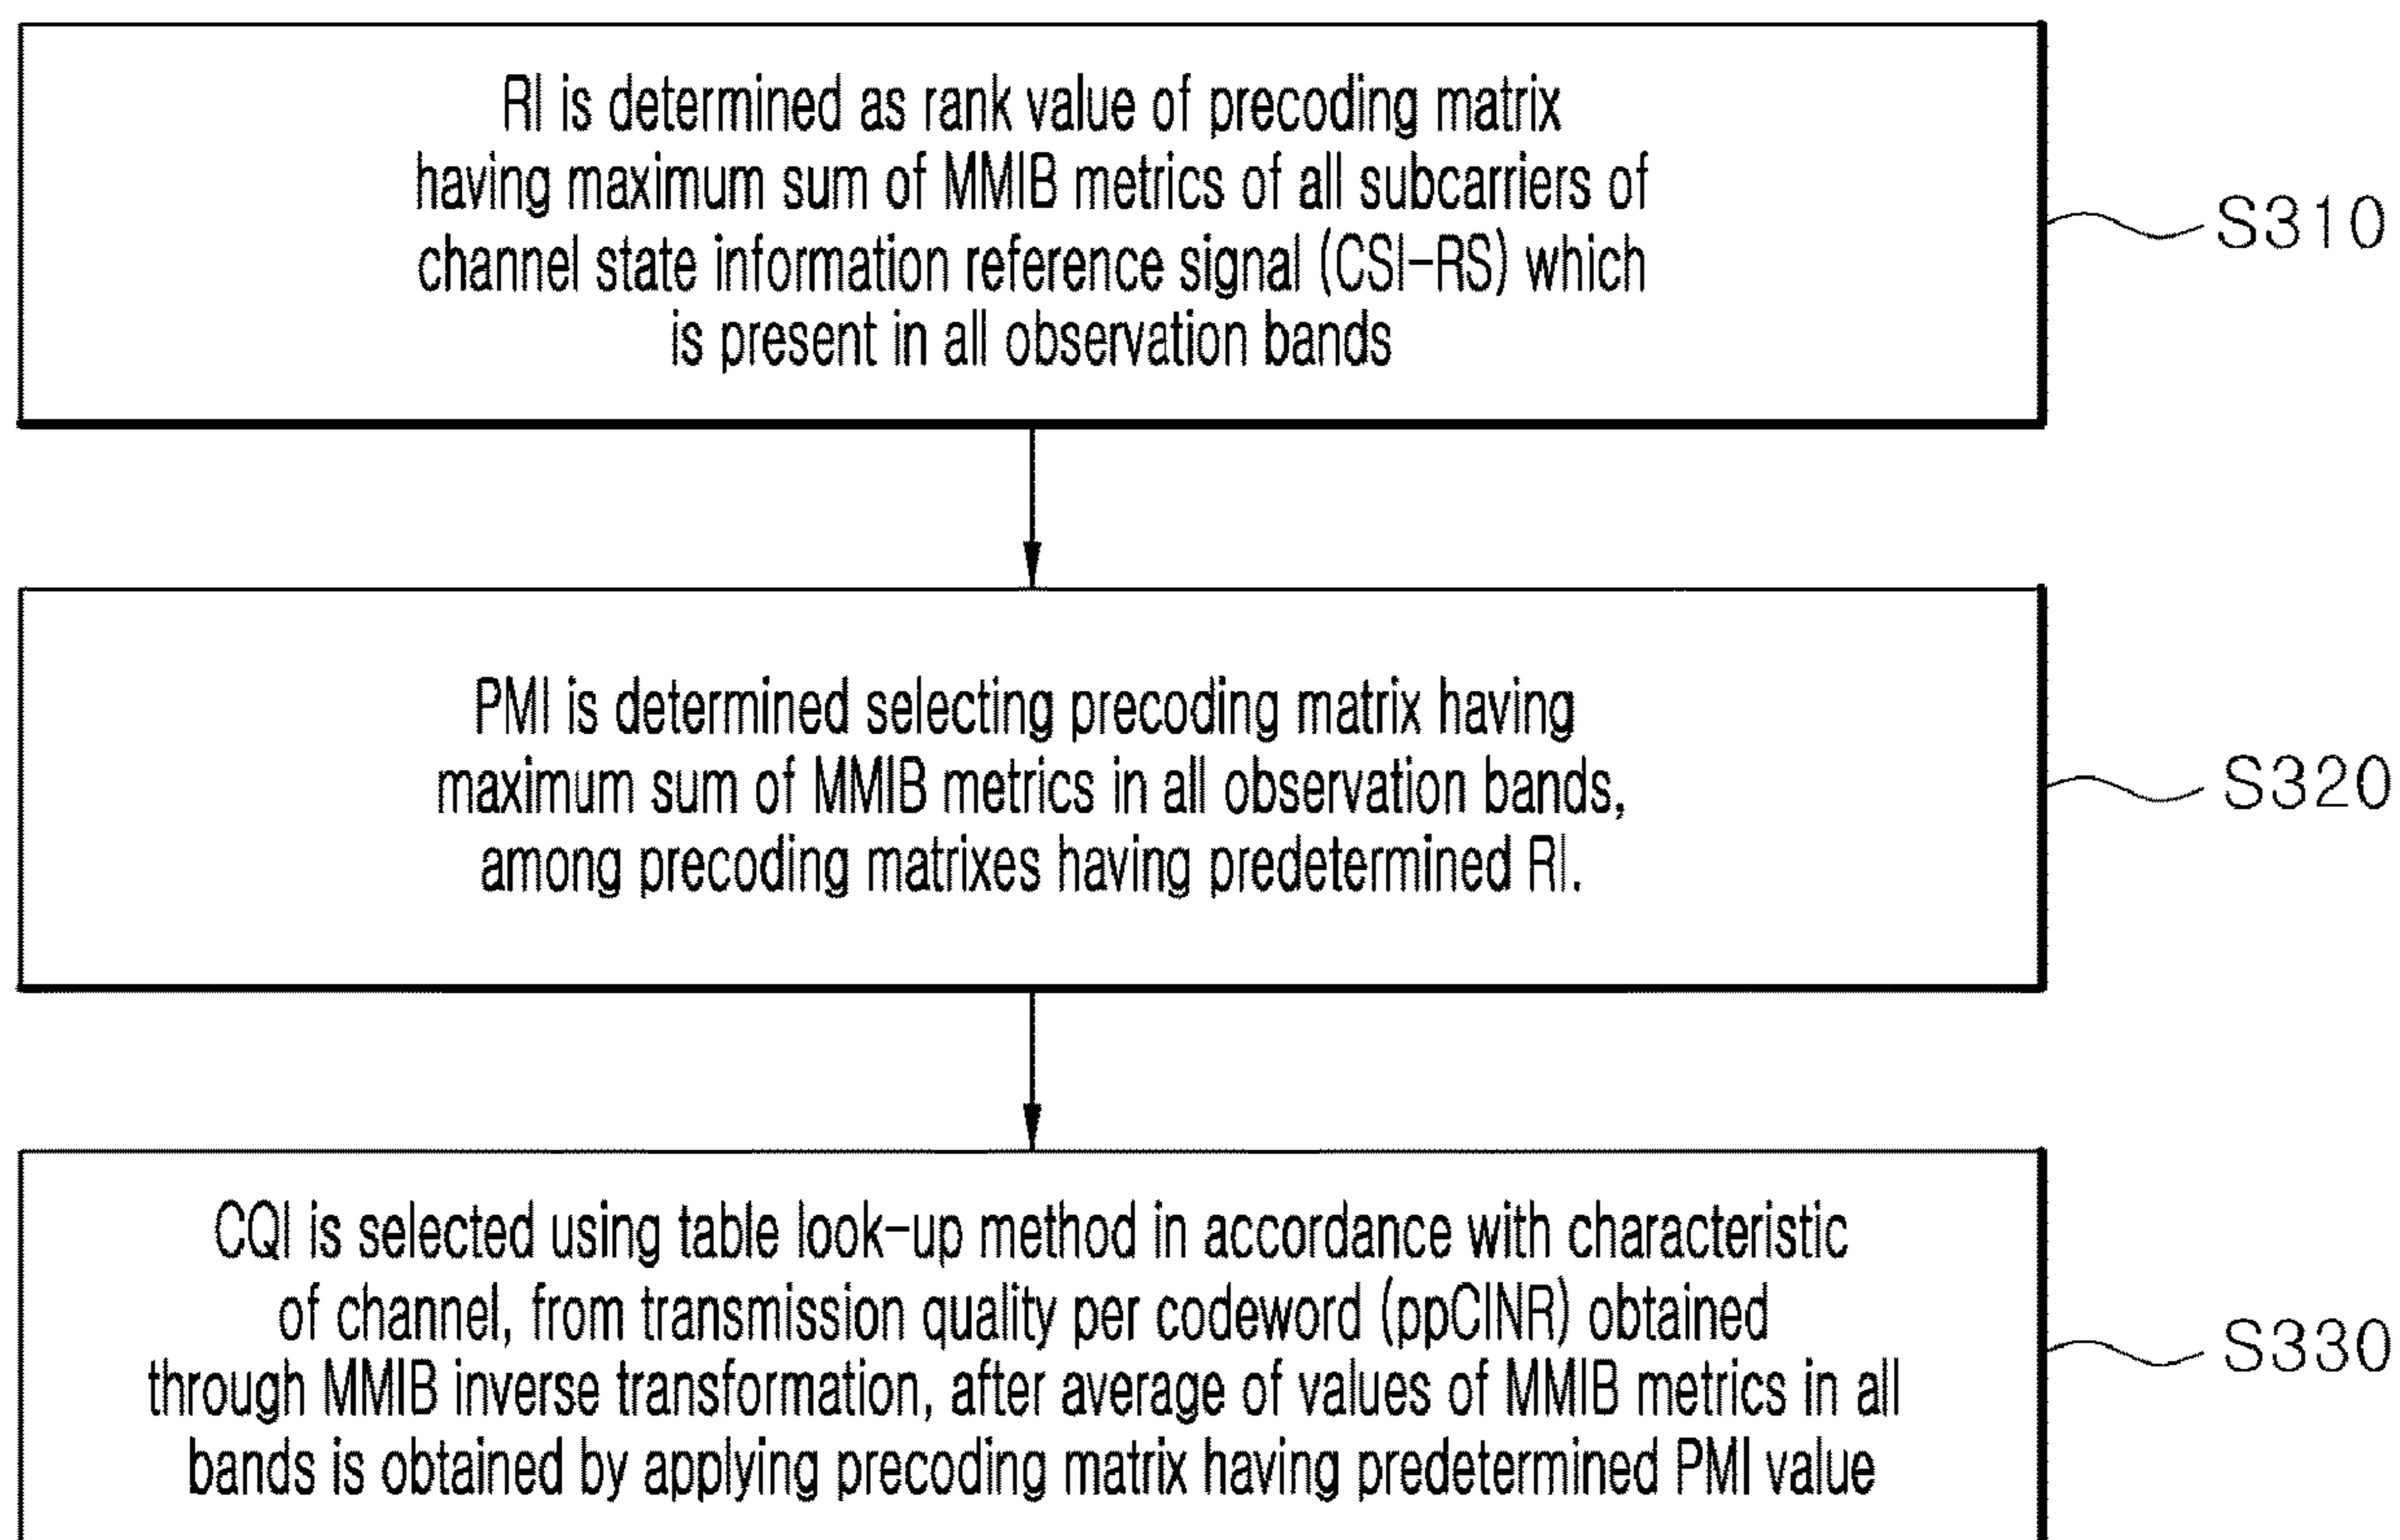 RI is determined as rank value of precoding matrix
having maximum sum of MMIB metrics of all subcarriers of
channel state information reference signal (CSI-RS) which
is present in all observation bands
S310
PMI is determined selecting precoding matrix having
maximum sum of MMIB metrics in all observation bands,
among precoding matrixes having predetermined RI.
S320
CQI is selected using table look-up method in accordance with characteristic
of channel, from transmission quality per codeword (ppCINR) obtained
through MMIB inverse transformation, after average of values of MMIB metrics in all
bands is obtained by applying precoding matrix having predetermined PMI value
S330